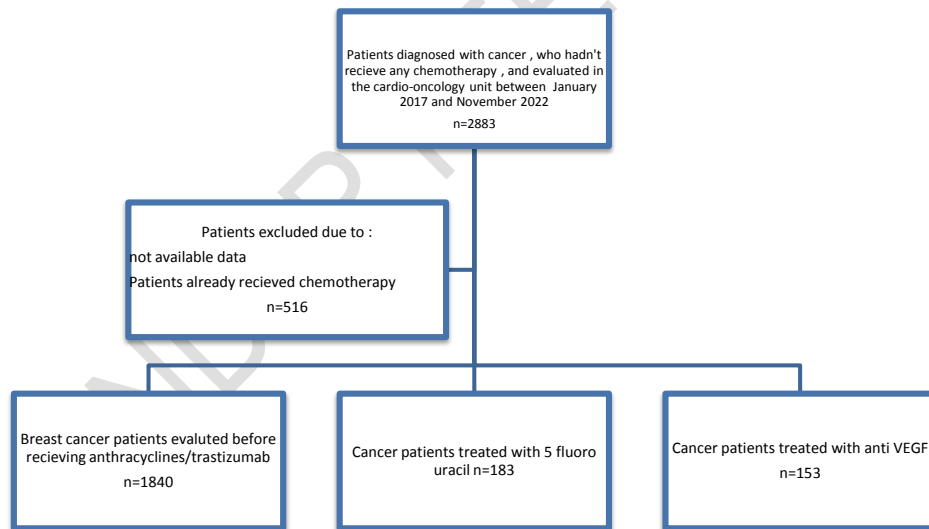 Patients diagnosed with cancer , who hadn't
recieve any chemotherapy , and evaluated in
the cardio-oncology unit between January
2017 and November 2022
n=2883
Patients excluded due to :
not available data
Patients already recieved chemotherapy
n=516
Breast cancer patients evaluted before
recieving anthracyclines/trastizumab
n=1840
Cancer patients treated with 5 fluoro
uracil n=183
Cancer patients treated with anti VEGF
n=153